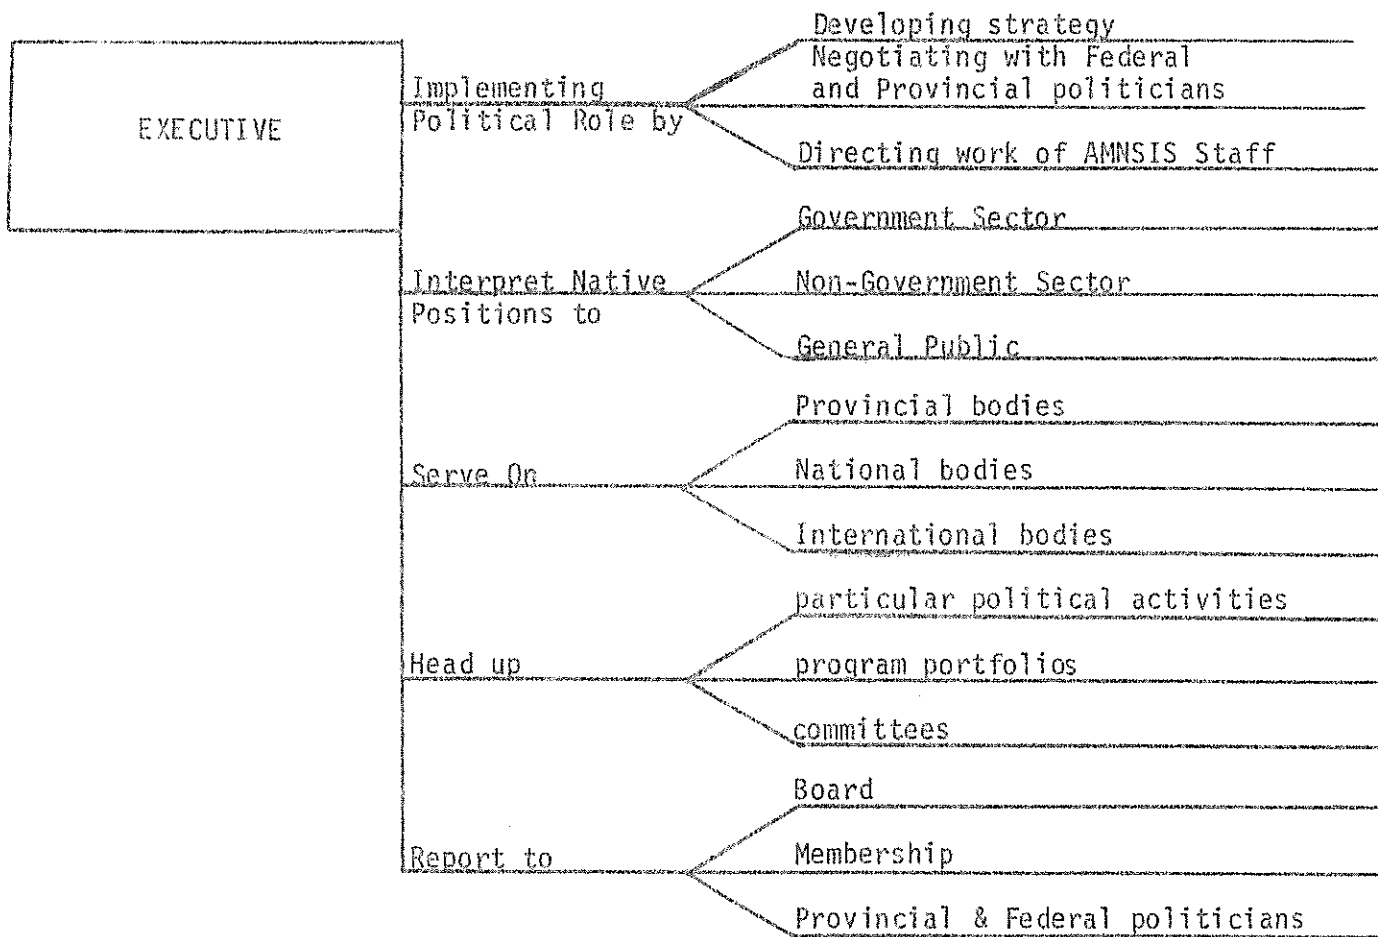 EXECUTIVE
Implementing
Political Role by
Developing strategy
Negotiating with Federal
and Provincial politicians
Directing work of AMNSIS Staff
Interpret Native
Positions to
Government Sector
Non-Government Sector
General Public
Serve On
Provincial bodies
National bodies
International bodies
Head up
particular political activities
program portfolios
committees
Report to
Board
Membership
Provincial & Federal politicians